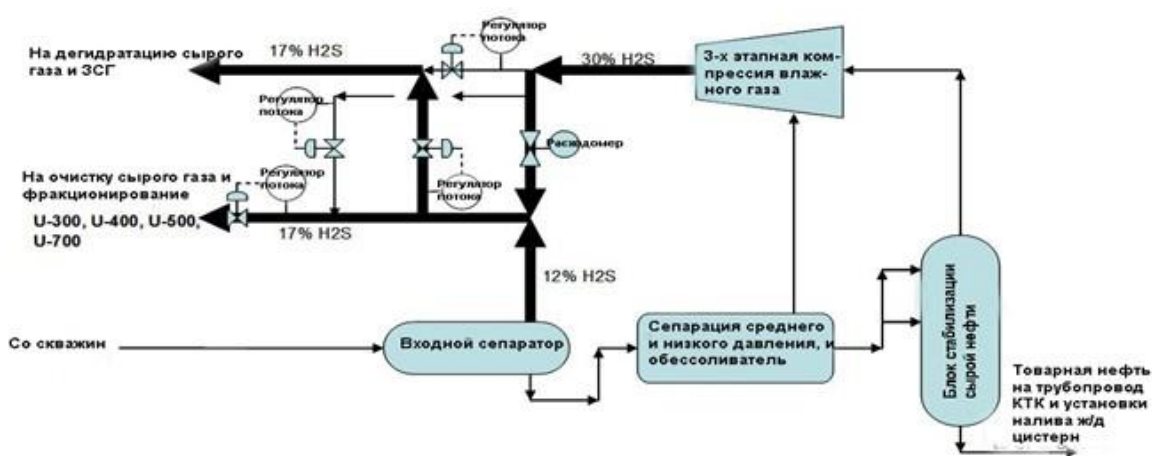 На дегидратацию сырого
газа и ЗСГ
17% H2S
Регулятор
потока
30% H2S
3-х этапная ком-
прессия влаж-
ного газа
Регулятор
потока
Расходомер
На очистку сырого газа и
фракционирование
Регулятор
потока
Регулятор
потока
U-300, U-400, U-500,
U-700
17% H2S
12% H2S
Со скважин
Входной сепаратор
Сепарация среднего
и низкого давления, и
обессоливатель
Блок стабилизации
сырой нефти
Товарная нефть
на трубопровод
КТК и установки
налива ж/д
цистерн